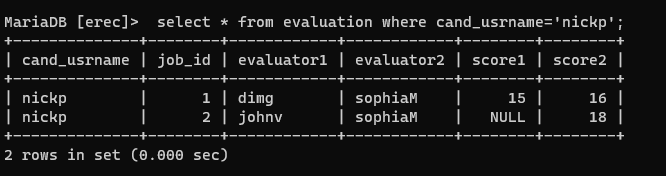 MariaDB [erec]>  select * from evaluation where cand_usrname='nickp';
+--------------+--------+------------+------------+--------+--------+
| cand_usrname | job_id | evaluator1 | evaluator2 | score1 | score2 |
+--------------+--------+------------+------------+--------+--------+
| nickp        |      1 | dimg       | sophiaM    |     15 |     16 |
| nickp        |      2 | johnv      | sophiaM    |   NULL |     18 |
+--------------+--------+------------+------------+--------+--------+
2 rows in set (0.000 sec)